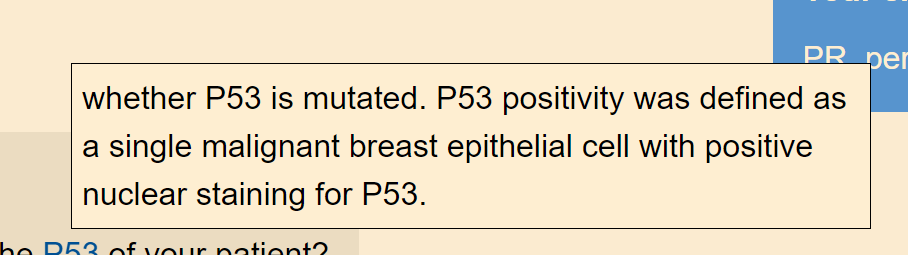 PR, per
whether P53 is mutated. P53 positivity was defined as
a single malignant breast epithelial cell with positive
nuclear staining for P53.
he P53 of your patient?